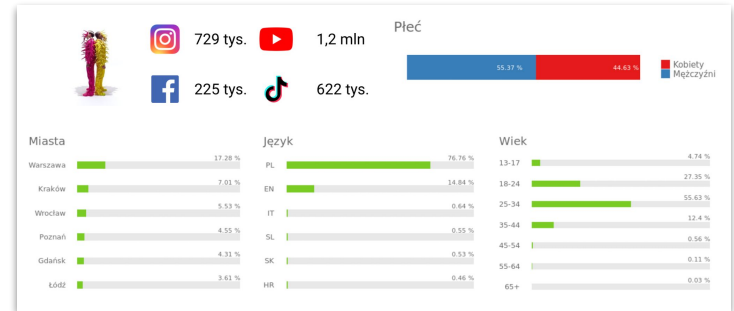 729 tys.
1,2 mln
225 tys.
622 tys.
Płeć
55.37 %
44.63 %
Kobiety
Mężczyźni
Miasta
Warszawa 17.28 %
Kraków 7.01 %
Wrocław 5.53 %
Poznań 4.55 %
Gdańsk 4.31 %
Łódź 3.61 %
Język
PL 76.76 %
EN 14.84 %
IT 0.64 %
SL 0.55 %
SK 0.53 %
HR 0.46 %
Wiek
13-17 4.74 %
18-24 27.35 %
25-34 55.63 %
35-44 12.4 %
45-54 0.56 %
55-64 0.11 %
65+ 0.03 %